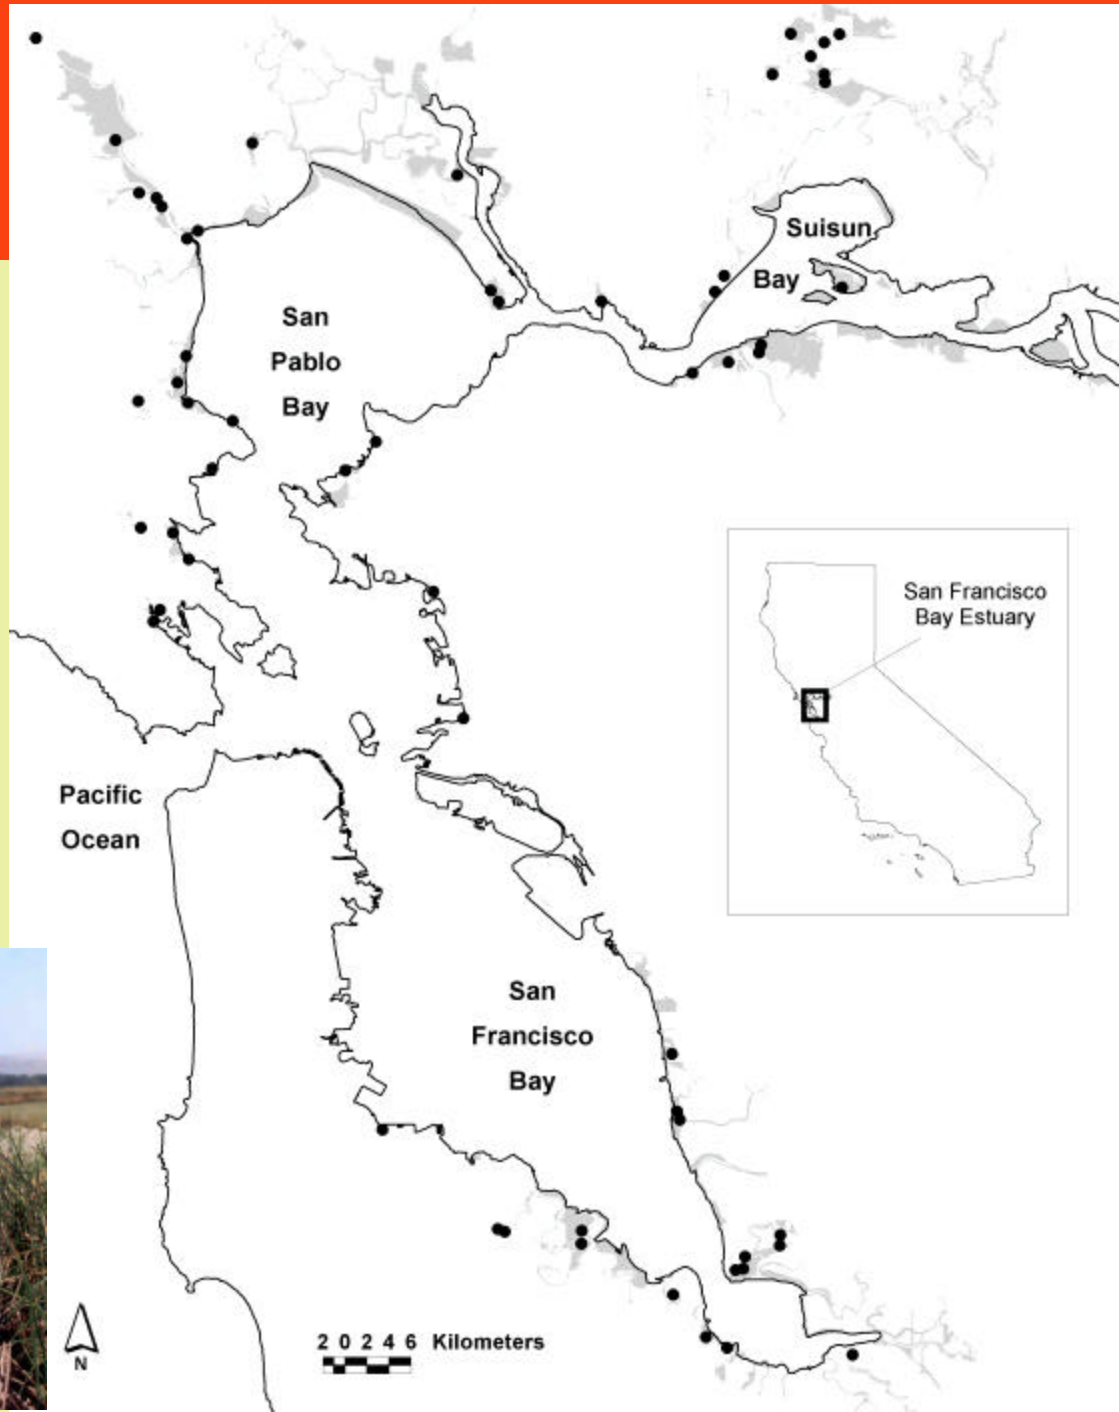 Suisun
Bay
San
Pablo
Bay
San Francisco
Bay Estuary
Pacific
Ocean
San
Francisco
Bay
2 0 2 4 6 Kilometers
N